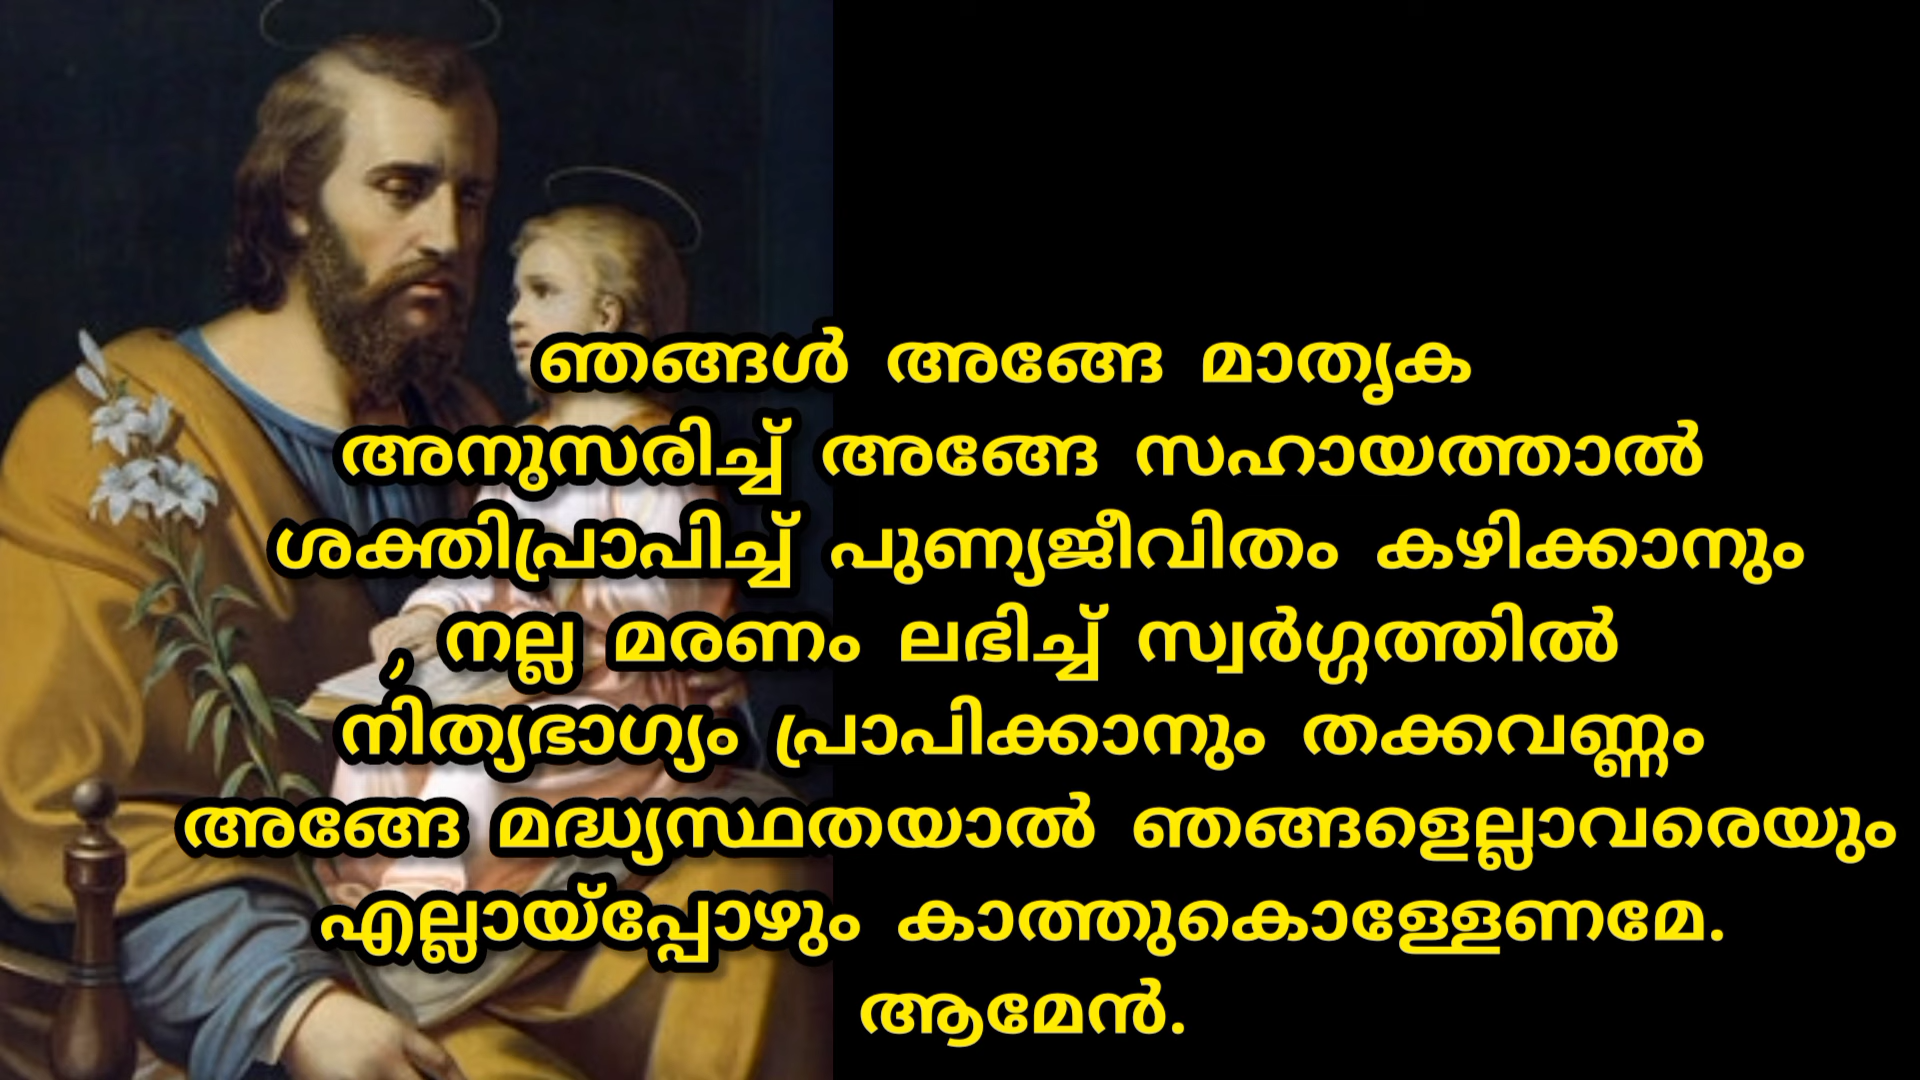 ഞങ്ങൾ അങ്ങേ മാതൃക
അനുസരിച്ച് അങ്ങേ സഹായത്താൽ
ശക്തിപ്രാപിച്ച് പുണ്യജീവിതം കഴിക്കാനും
, നല്ല മരണം ലഭിച്ച് സ്വർഗ്ഗത്തിൽ
നിത്യഭാഗ്യം പ്രാപിക്കാനും തക്കവണ്ണം
അങ്ങേ മദ്ധ്യസ്ഥതയാൽ ഞങ്ങളെല്ലാവരെയും
എല്ലായ്പ്പോഴും കാത്തുകൊള്ളേണമേ.
ആമേൻ.